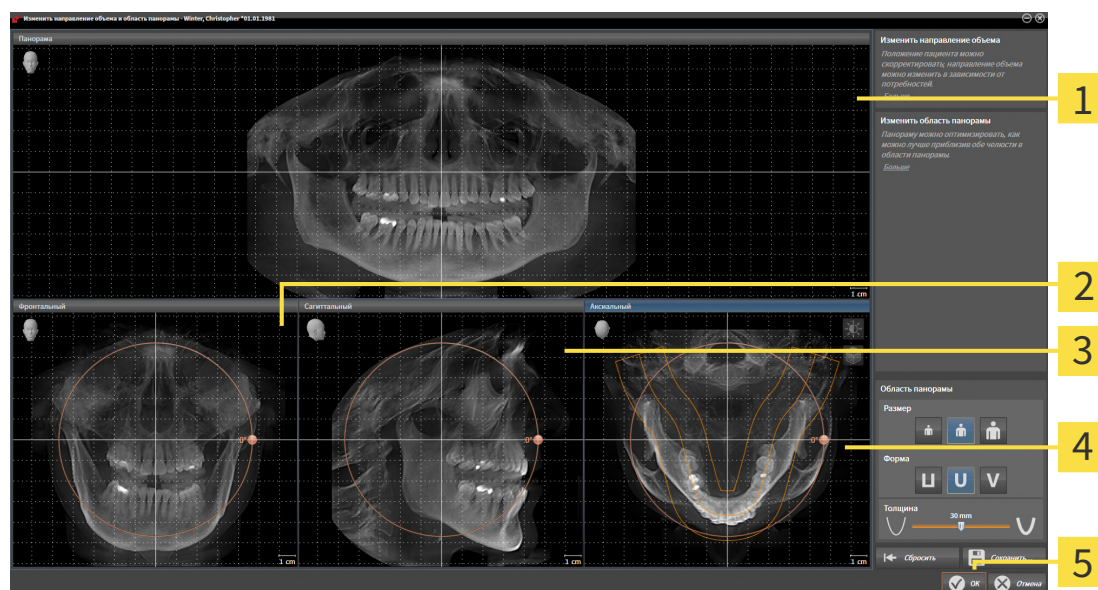 Изменить направление объема и область панорамы - Winter, Christopher *01.01.1981
Панорама
1 cm
Фронтальный
0°
1 cm
Сагиттальный
0°
1 cm
Аксиальный
0°
1 cm
Изменить направление объема
Положение пациента можно
скорректировать, направление объема
можно изменить в зависимости от
потребностей.
Больше
Изменить область панорамы
Панораму можно оптимизировать, как
можно лучше приблизив обе челюсти в
области панорамы.
Больше
Область панорамы
Размер
Форма
U V
Толщина
30 mm
Сбросить
Сохранить
OK
Отмена
1
2
3
4
5